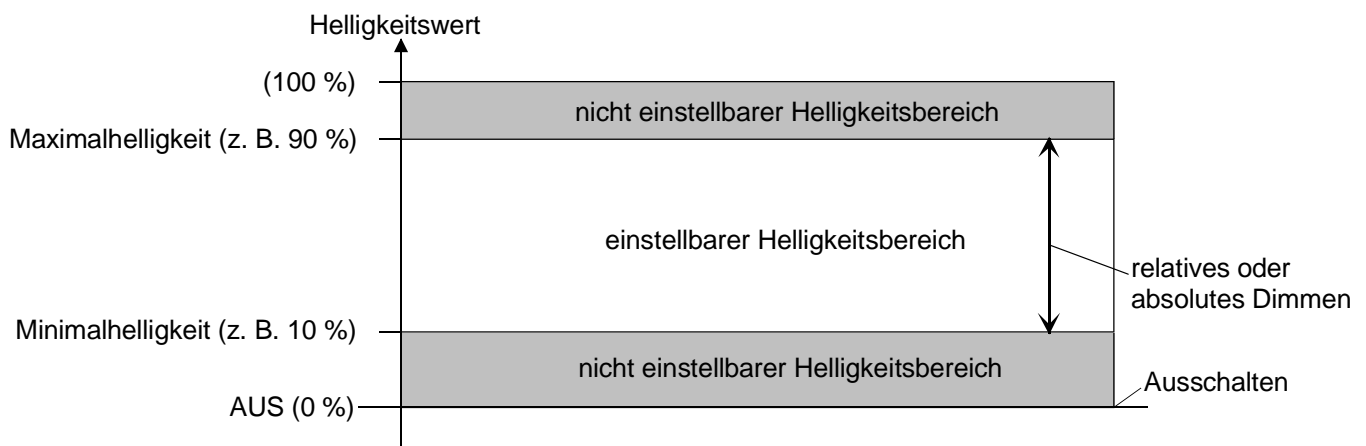 Helligkeitswert
(100 %)
nicht einstellbarer Helligkeitsbereich
Maximalhelligkeit (z. B. 90 %)
einstellbarer Helligkeitsbereich
relatives oder
absolutes Dimmen
Minimalhelligkeit (z. B. 10 %)
nicht einstellbarer Helligkeitsbereich
Ausschalten
AUS (0 %)